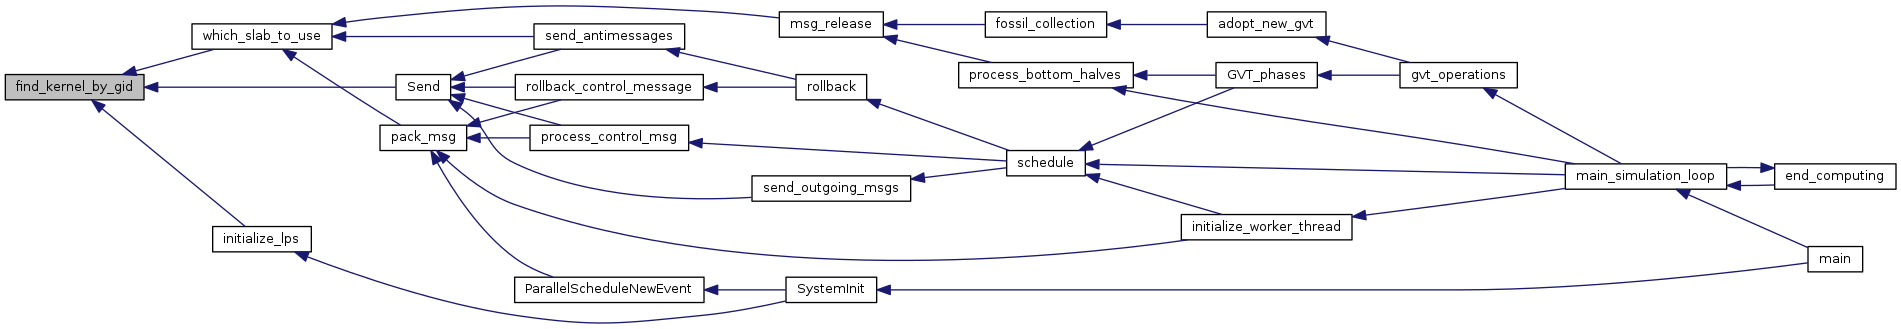 find_kernel_by_gid
which_slab_to_use
initialize_lps
Send
pack_msg
send_antimessages
rollback_control_message
process_control_msg
ParallelScheduleNewEvent
msg_release
rollback
send_outgoing_msgs
SystemInit
fossil_collection
process_bottom_halves
schedule
adopt_new_gvt
GVT_phases
initialize_worker_thread
gvt_operations
main_simulation_loop
end_computing
main